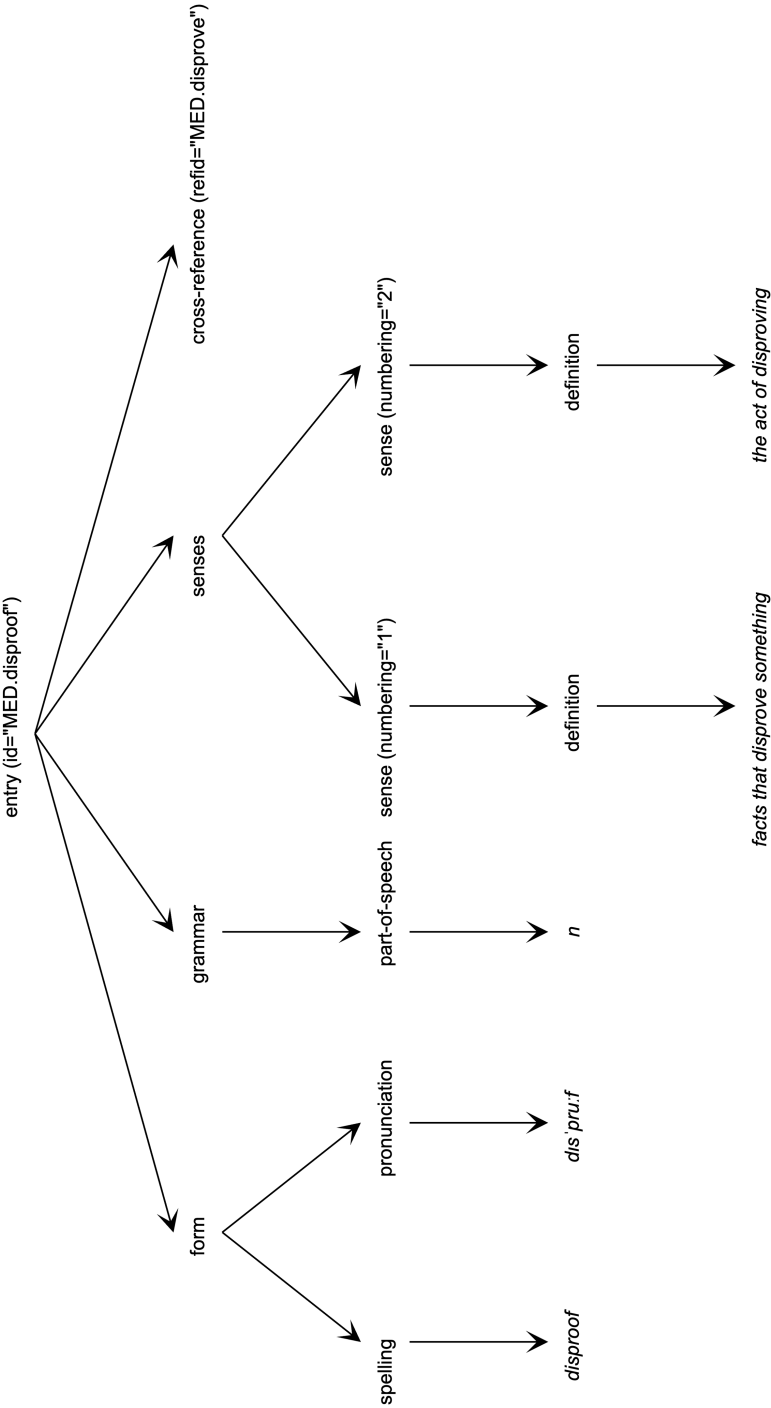 entry (id="MED.disproof")
form
grammar
senses
cross-reference (refid="MED.disprove")
spelling
pronunciation
part-of-speech
sense (numbering="1")
sense (numbering="2")
disproof
dɪsˈpruːf
n
definition
definition
facts that disprove something
the act of disproving